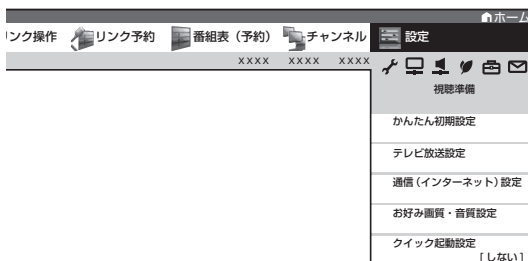 ホーム
ンク操作 リンク予約 番組表（予約） チャンネル 設定
xxxx xxxx xxxx
視聴準備
かんたん初期設定
テレビ放送設定
通信（インターネット）設定
お好み画質・音質設定
クイック起動設定
［しない］